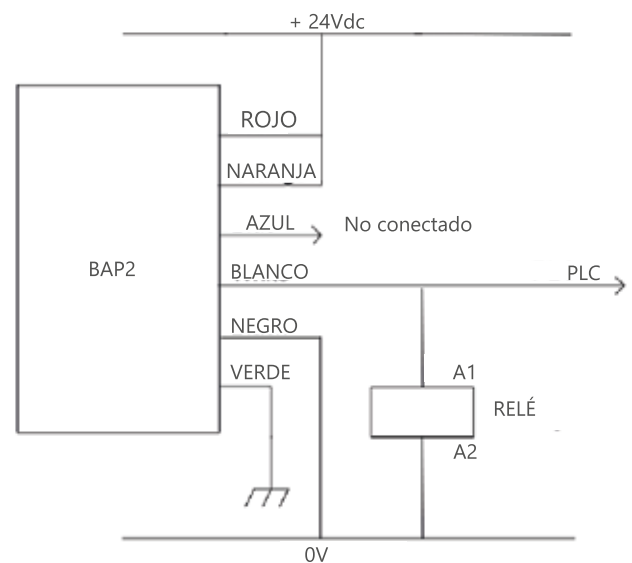 + 24Vdc
ROJO
NARANJA
AZUL
No conectado
BAP2
BLANCO
PLC
NEGRO
VERDE
A1
RELÉ
A2
0V